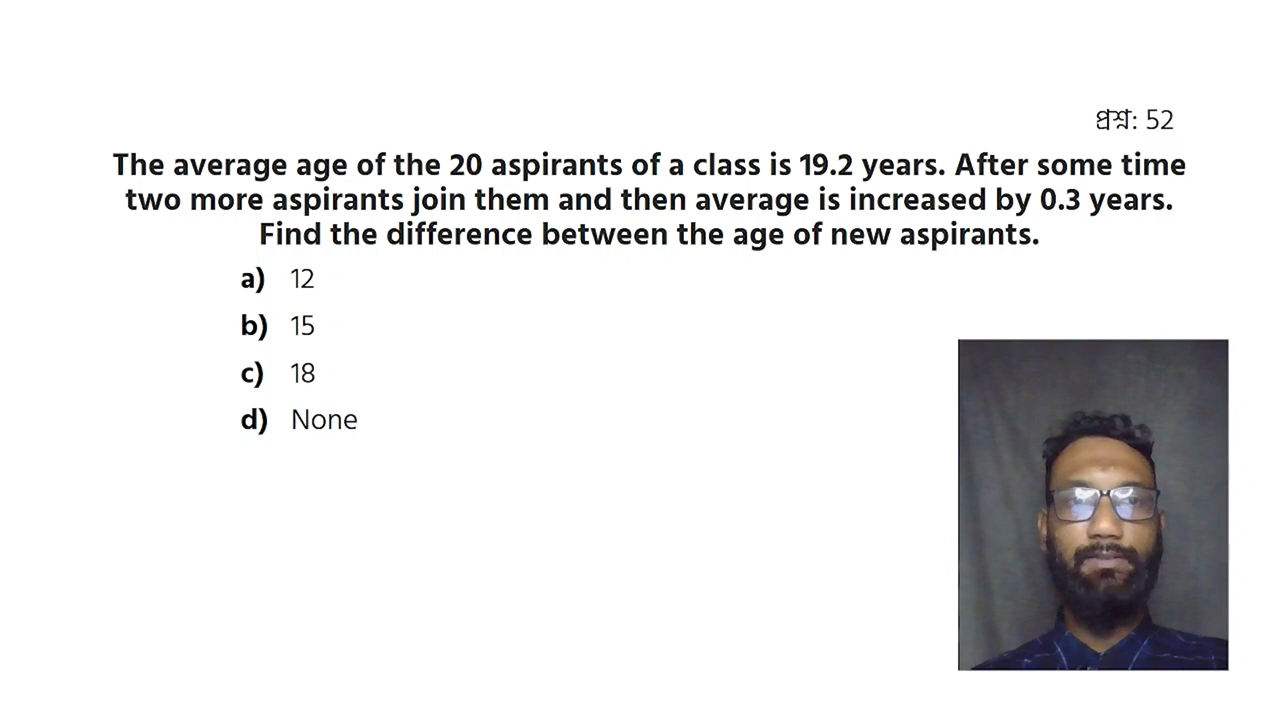 প্রশ্ন: 52
The average age of the 20 aspirants of a class is 19.2 years. After some time
two more aspirants join them and then average is increased by 0.3 years.
Find the difference between the age of new aspirants.
a) 12
b) 15
c) 18
d) None